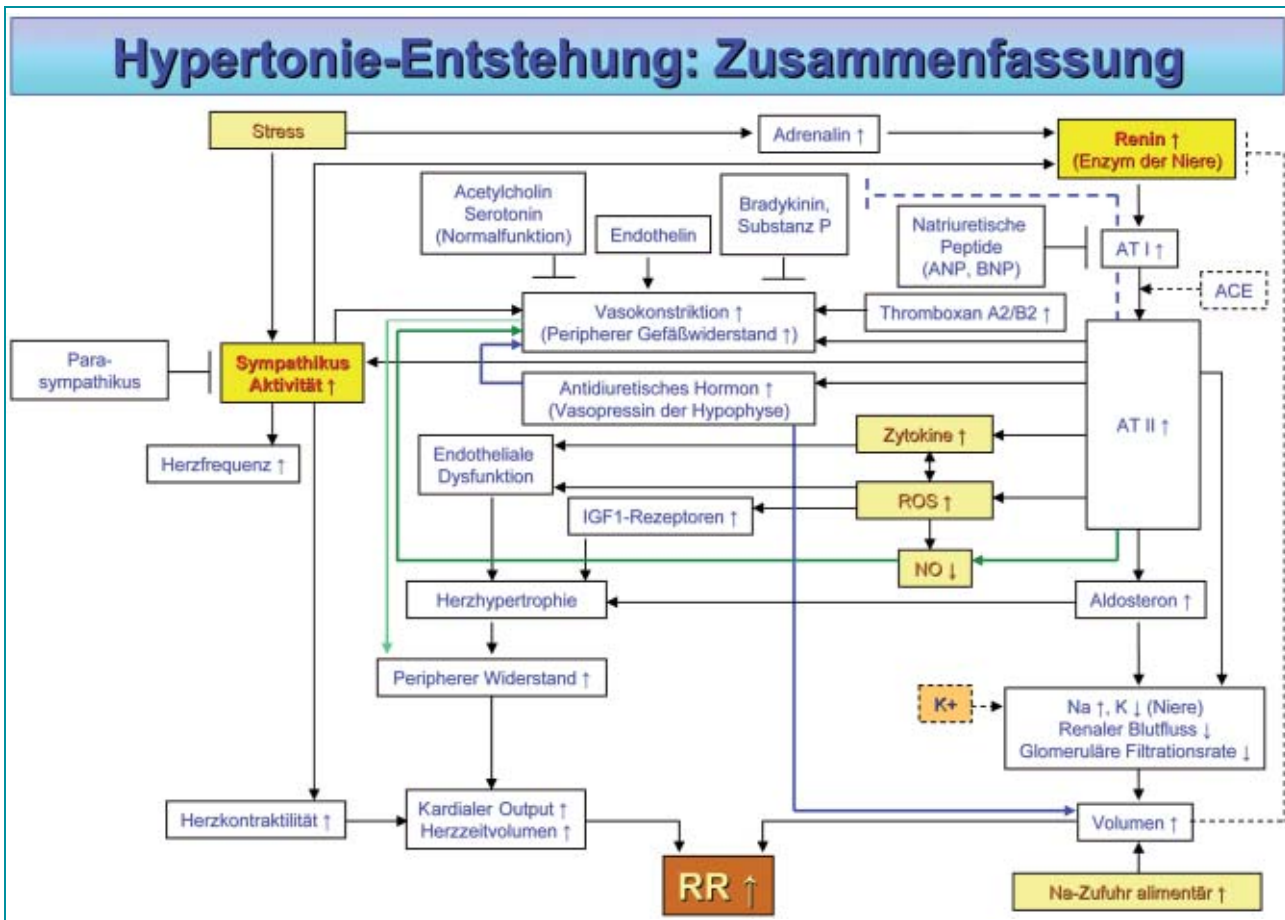 Hypertonie-Entstehung: Zusammenfassung
Stress
Adrenalin ↑
Renin ↑
(Enzym der Niere)
Acetylcholin
Serotonin
(Normalfunktion)
Endothelin
Bradykinin,
Substanz P
Natriuretische
Peptide
(ANP, BNP)
AT I ↑
ACE
Vasokonstriktion ↑
(Peripherer Gefäßwiderstand ↑)
Thromboxan A2/B2 ↑
Para-
sympathikus
Sympathikus
Aktivität ↑
Antidiuretisches Hormon ↑
(Vasopressin der Hypophyse)
AT II ↑
Herzfrequenz ↑
Endotheliale
Dysfunktion
Zytokine ↑
ROS ↑
IGF1-Rezeptoren ↑
NO ↓
Herzhypertrophie
Aldosteron ↑
Peripherer Widerstand ↑
K+
Na ↑, K ↓ (Niere)
Renaler Blutfluss ↓
Glomeruläre Filtrationsrate ↓
Herzkontraktilität ↑
Kardialer Output ↑
Herzzeitvolumen ↑
Volumen ↑
RR ↑
Na-Zufuhr alimentär ↑